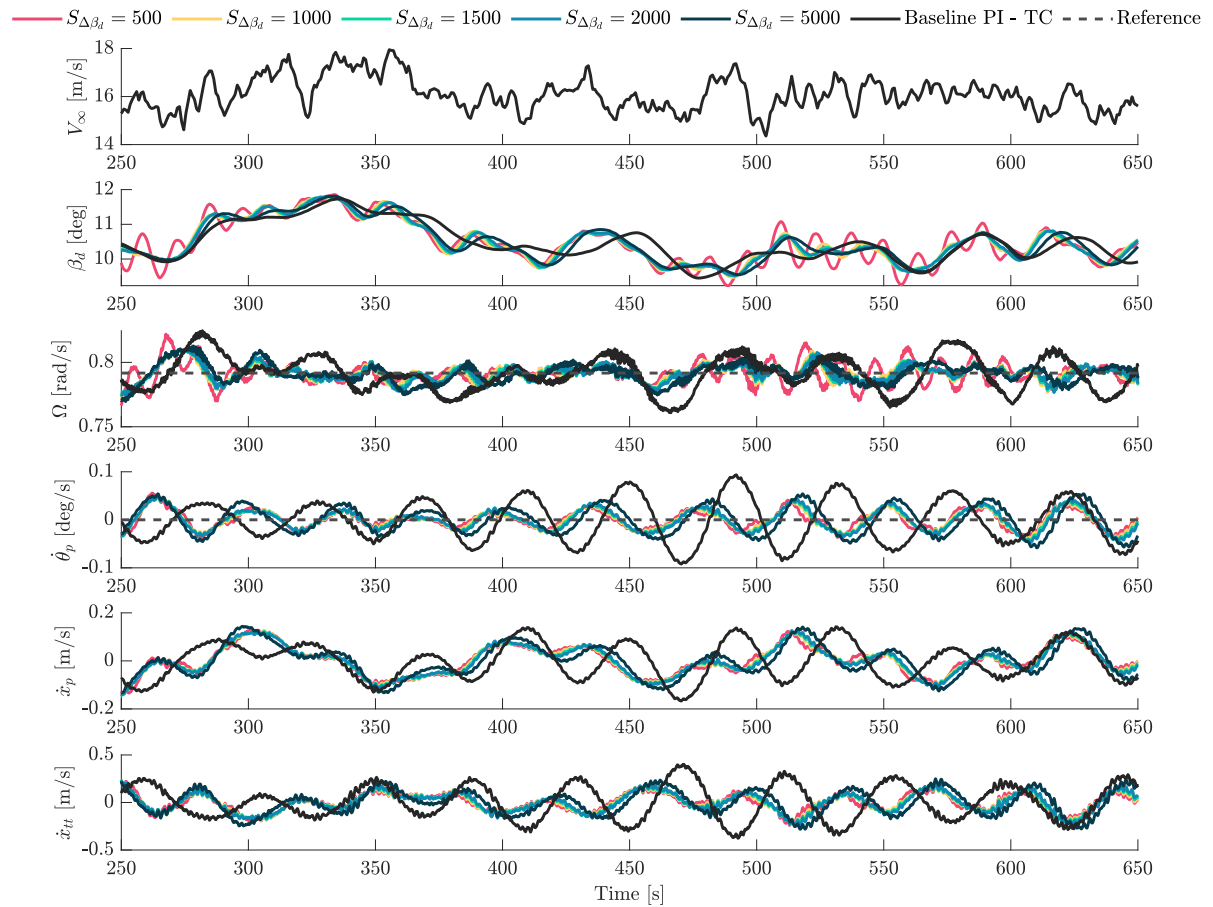 S_{Δβ_d} = 500 S_{Δβ_d} = 1000 S_{Δβ_d} = 1500 S_{Δβ_d} = 2000 S_{Δβ_d} = 5000 Baseline PI - TC Reference
V_∞ [m/s]
18
16
14
250 300 350 400 450 500 550 600 650
β_d [deg]
12
11
10
250 300 350 400 450 500 550 600 650
Ω [rad/s]
0.8
0.75
250 300 350 400 450 500 550 600 650
θ̇_p [deg/s]
0.1
0
-0.1
250 300 350 400 450 500 550 600 650
ẋ_p [m/s]
0.2
0
-0.2
250 300 350 400 450 500 550 600 650
ẋ_{tt} [m/s]
0.5
0
-0.5
250 300 350 400 450 500 550 600 650
Time [s]